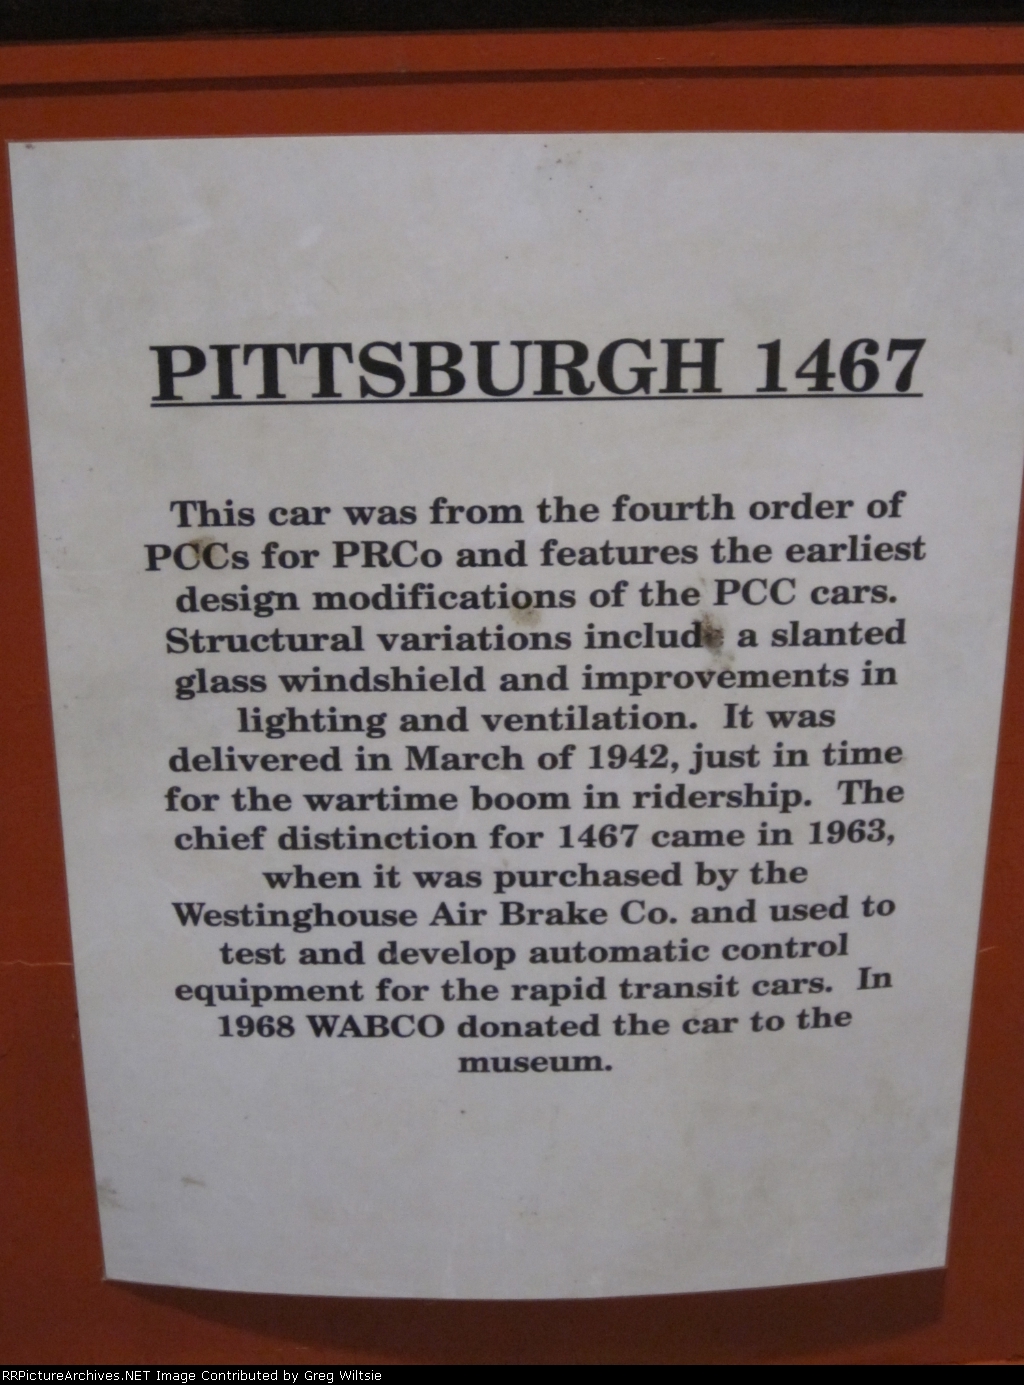 PITTSBURGH 1467
This car was from the fourth order of
PCCs for PRCo and features the earliest
design modifications of the PCC cars.
Structural variations include a slanted
glass windshield and improvements in
lighting and ventilation. It was
delivered in March of 1942, just in time
for the wartime boom in ridership. The
chief distinction for 1467 came in 1963,
when it was purchased by the
Westinghouse Air Brake Co. and used to
test and develop automatic control
equipment for the rapid transit cars. In
1968 WABCO donated the car to the
museum.
RRPictureArchives.NET Image Contributed by Greg Wiltsie